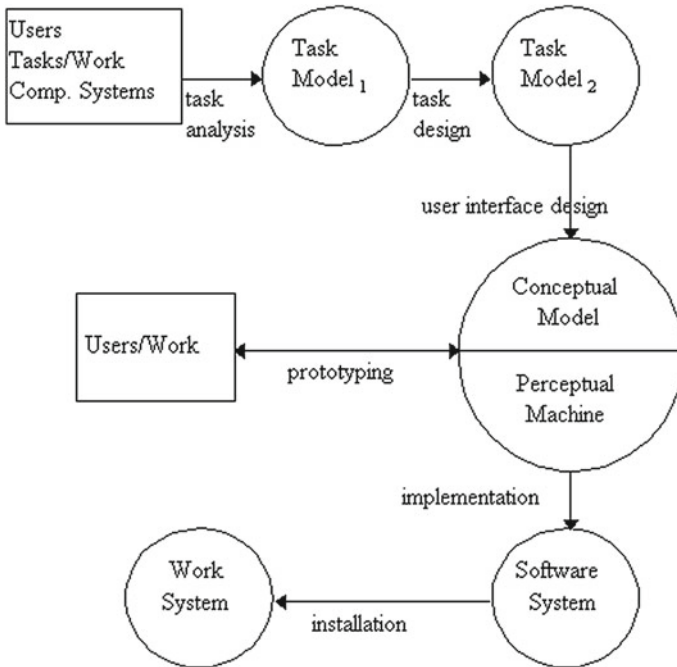 Users
Tasks/Work
Comp. Systems
task
analysis
Task
Model 1
task
design
Task
Model 2
user interface design
Conceptual
Model
Users/Work
prototyping
Perceptual
Machine
implementation
Work
System
installation
Software
System